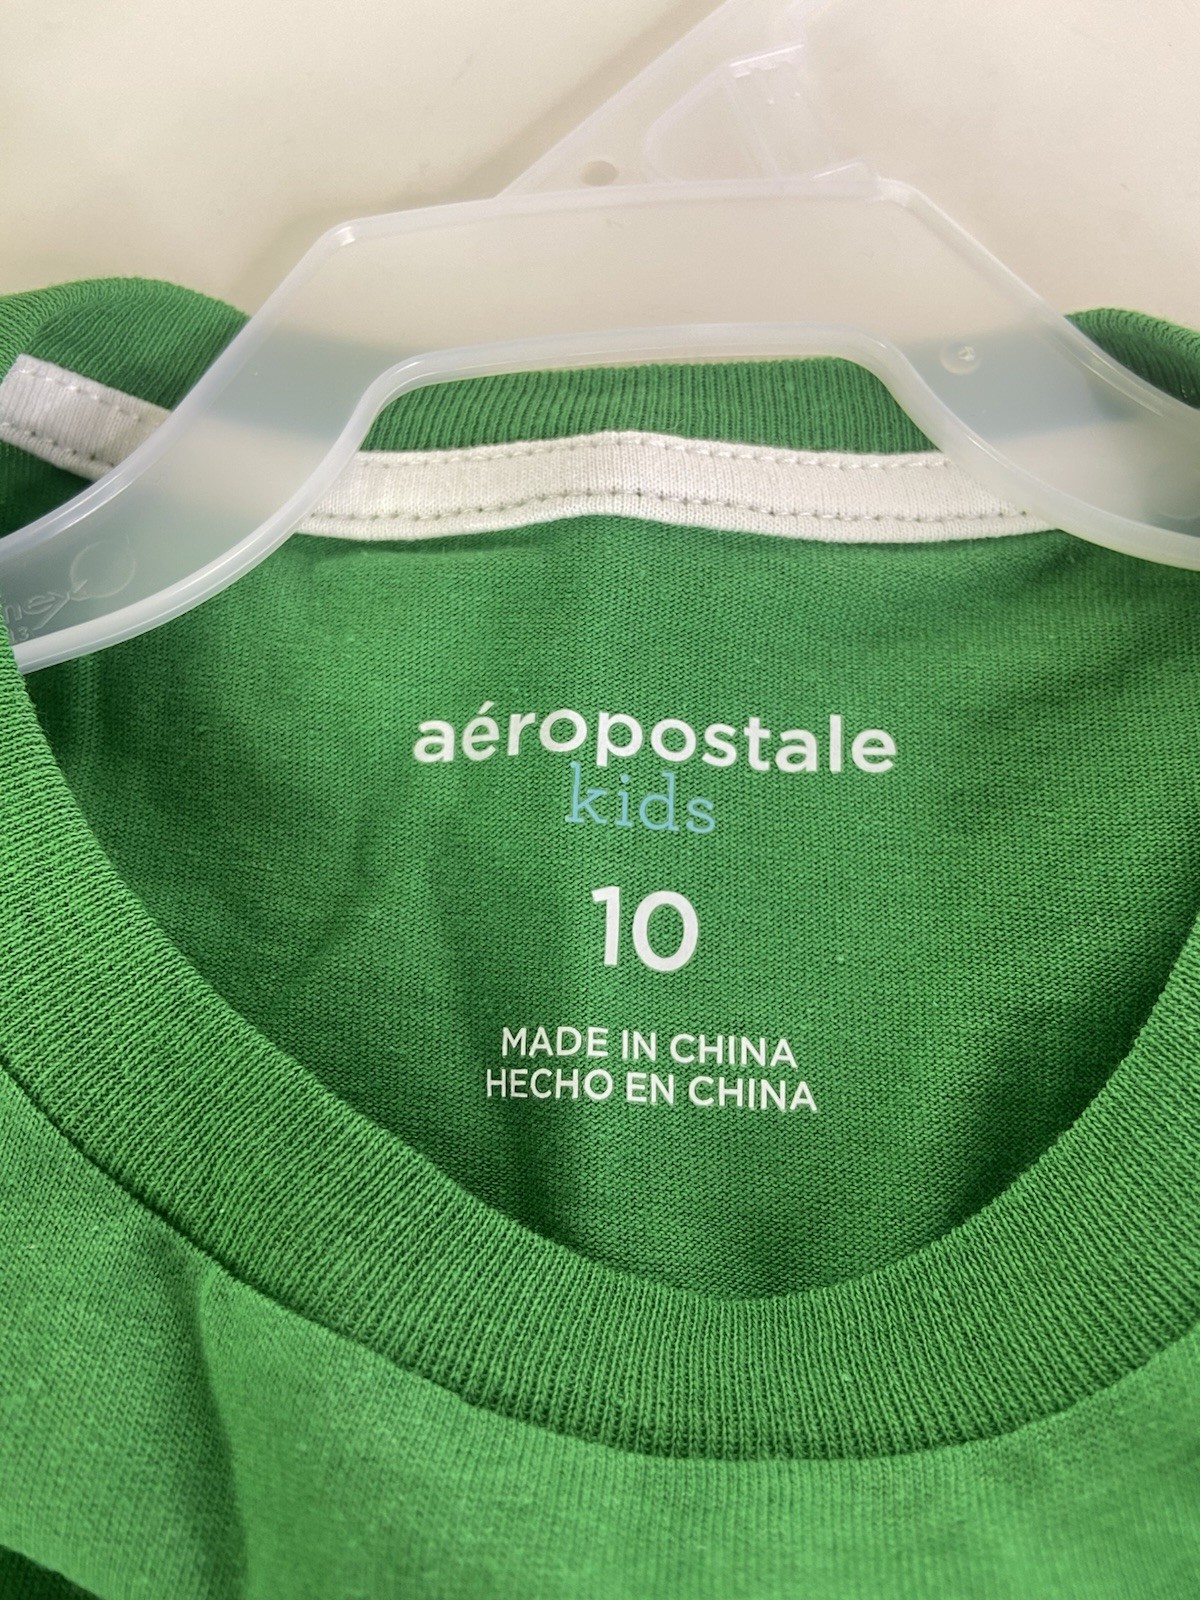 aéropostale
kids
10
MADE IN CHINA
HECHO EN CHINA